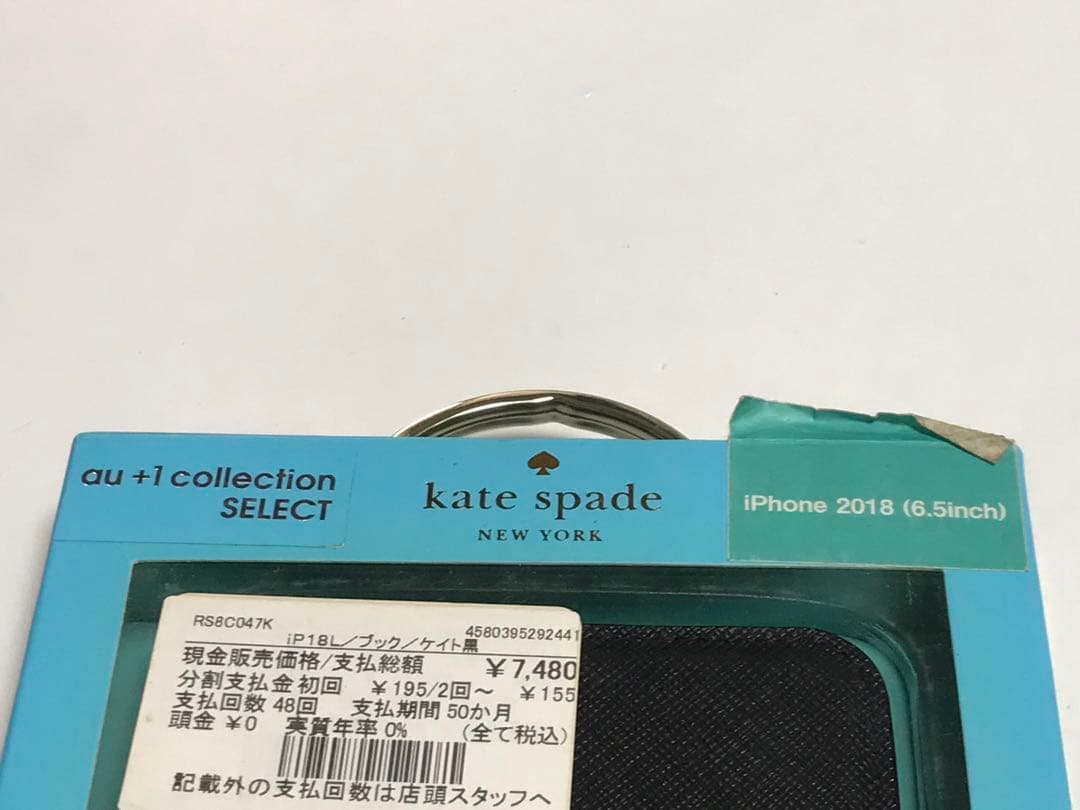 au +1 collection
SELECT
kate spade
NEW YORK
iPhone 2018 (6.5inch)
RS8C047K
4580395292441
iP18L／ブック／ケイト黒
現金販売価格/支払総額 ￥7,480
分割支払金初回 ￥195/2回～ ￥155
支払回数 48回 支払期間 50か月
頭金 ￥0 実質年率 0% (全て税込)
記載外の支払回数は店頭スタッフへ